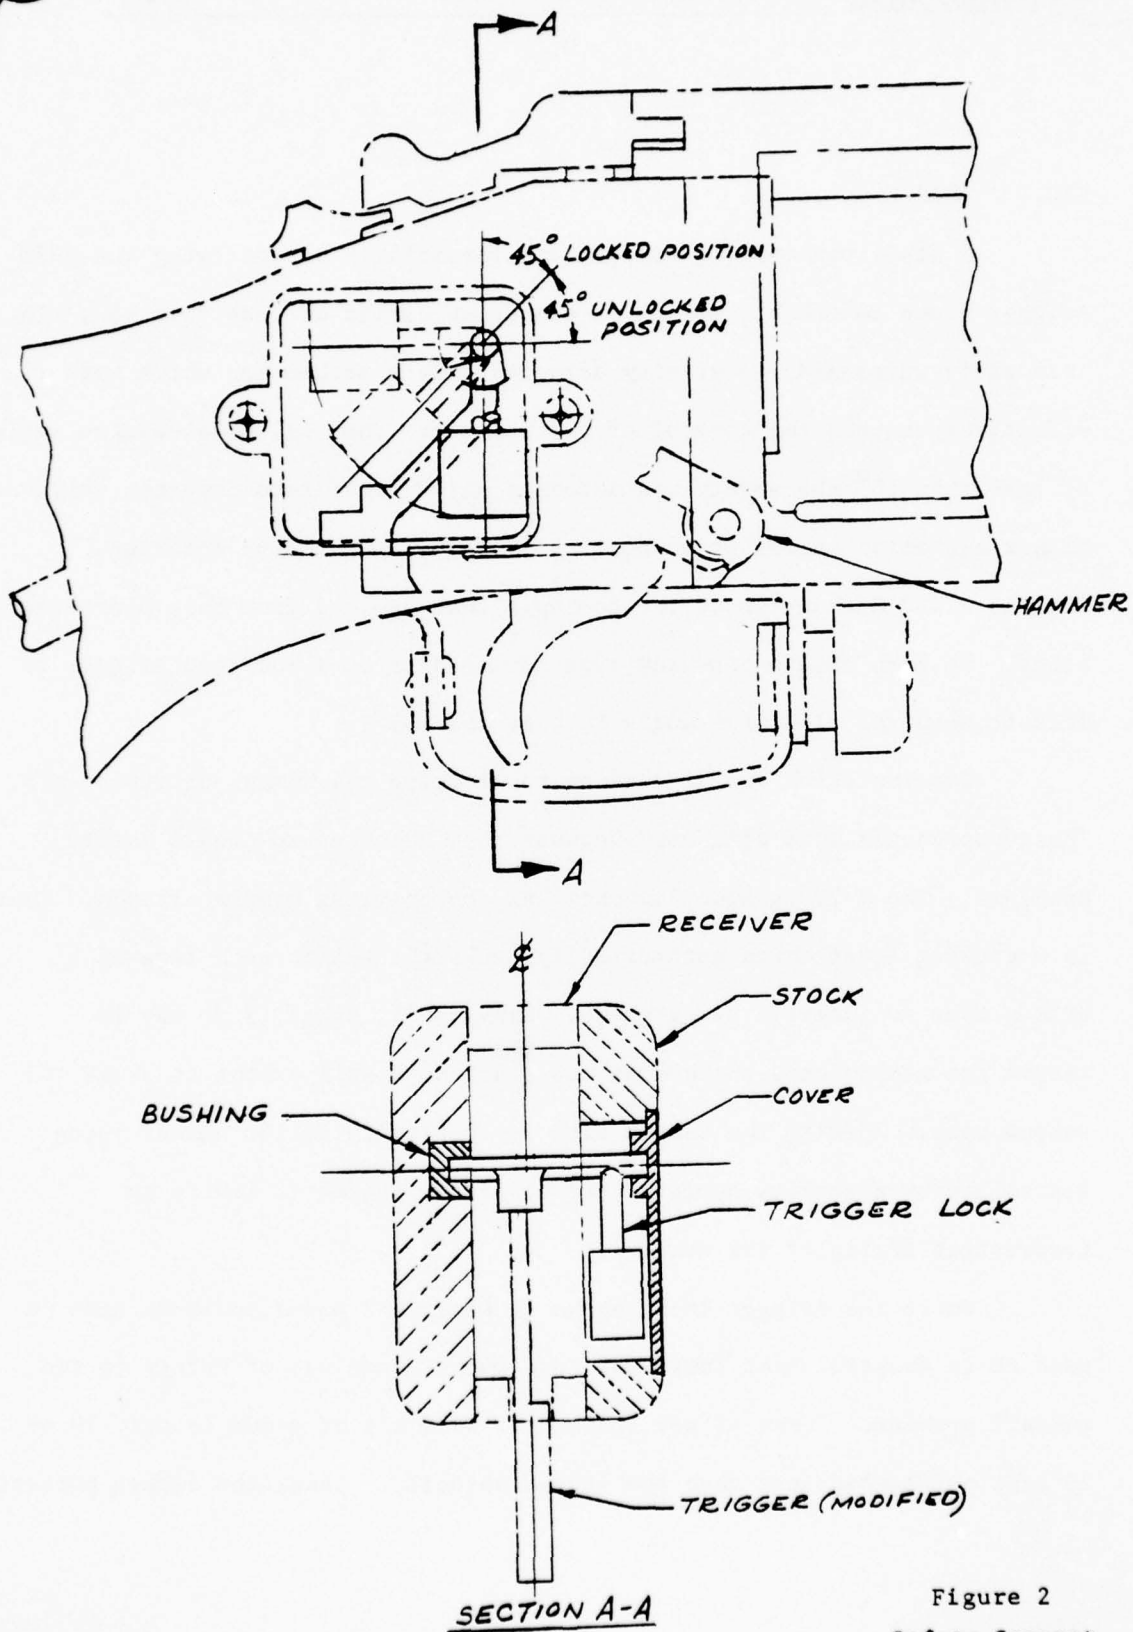 A
45° LOCKED POSITION
45° UNLOCKED
POSITION
HAMMER
A
RECEIVER
℄
STOCK
COVER
BUSHING
TRIGGER LOCK
TRIGGER (MODIFIED)
SECTION A-A
Figure 2